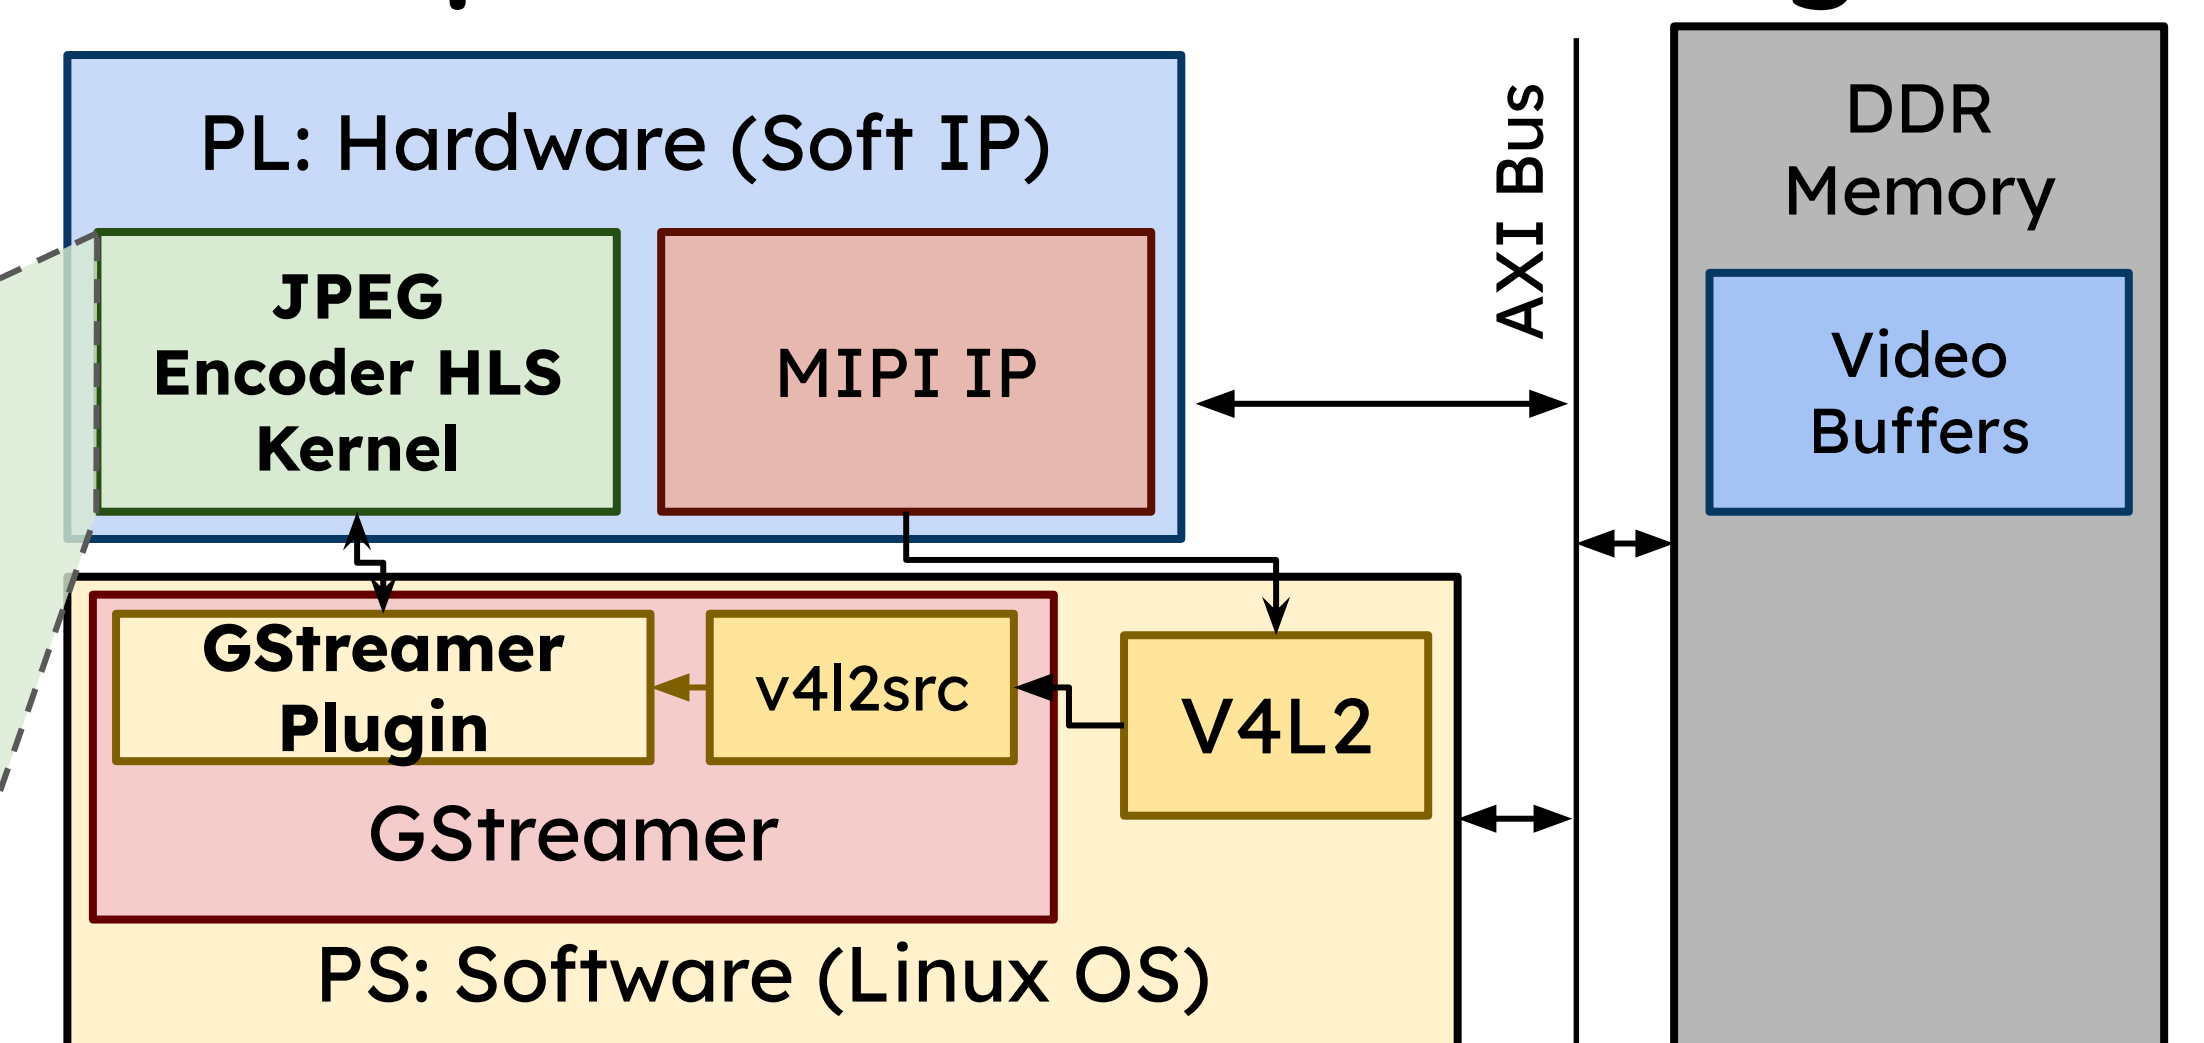 PL: Hardware (Soft IP)
JPEG
Encoder HLS
Kernel
MIPI IP
AXI Bus
DDR
Memory
Video
Buffers
GStreamer
Plugin
v4l2src
V4L2
GStreamer
PS: Software (Linux OS)